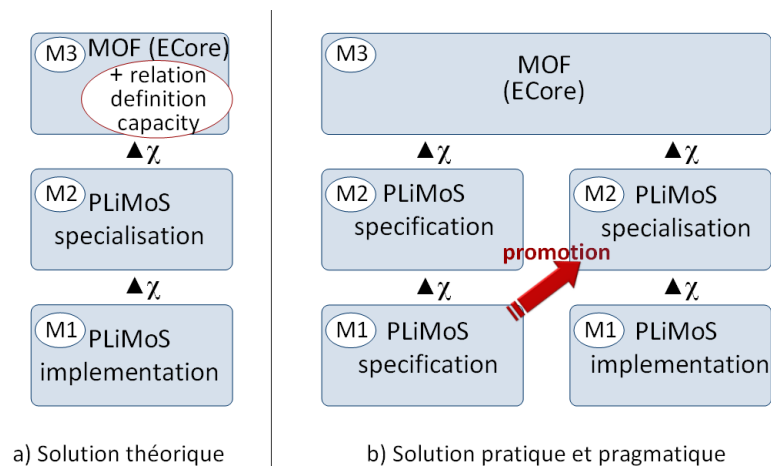 M3
MOF (ECore)
+ relation
definition
capacity
▲χ
M2
PLiMoS
specialisation
▲χ
M1
PLiMoS
implementation
a) Solution théorique
M3
MOF
(ECore)
▲χ
▲χ
M2
PLiMoS
specification
M2
PLiMoS
specialisation
promotion
▲χ
▲χ
M1
PLiMoS
specification
M1
PLiMoS
implementation
b) Solution pratique et pragmatique